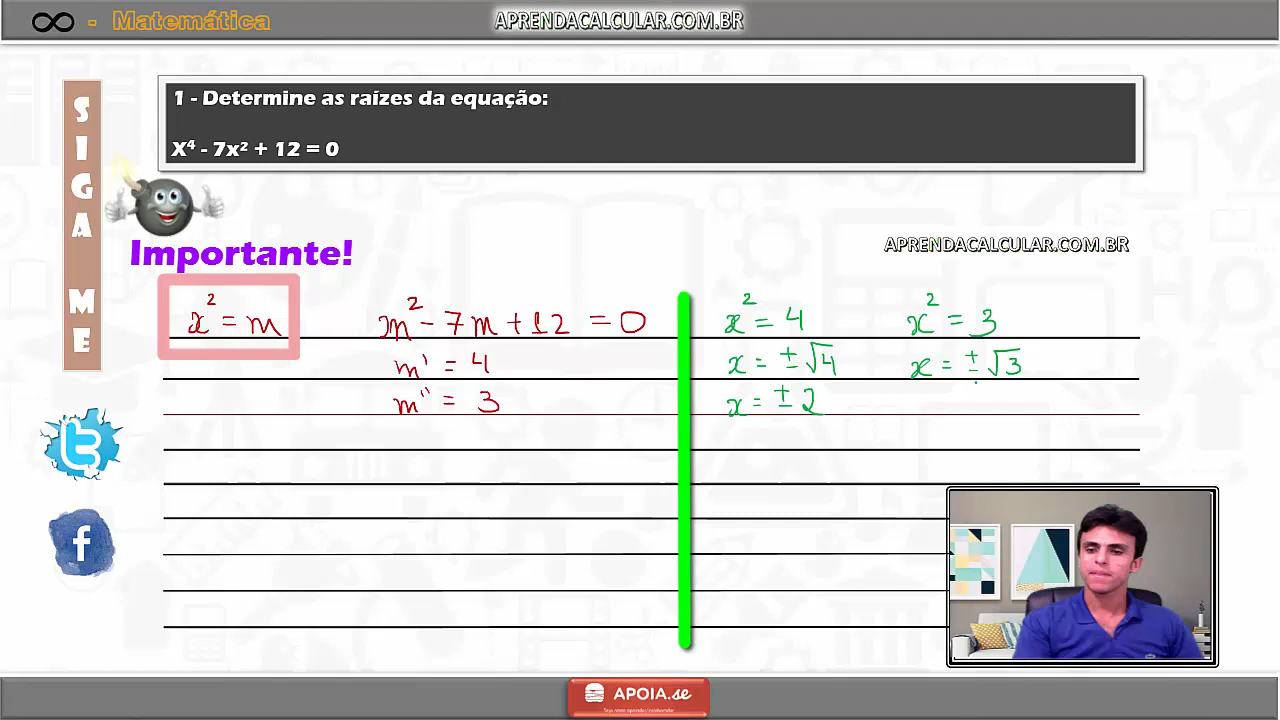 ∞ - Matemática
APRENDACALCULAR.COM.BR
SIGA ME
1 - Determine as raízes da equação:
X⁴ - 7x² + 12 = 0
Importante!
APRENDACALCULAR.COM.BR
x² = m
m² - 7m + 12 = 0
m' = 4
m'' = 3
x² = 4
x = ± √4
x = ± 2
x² = 3
x = ± √3
APOIA.se